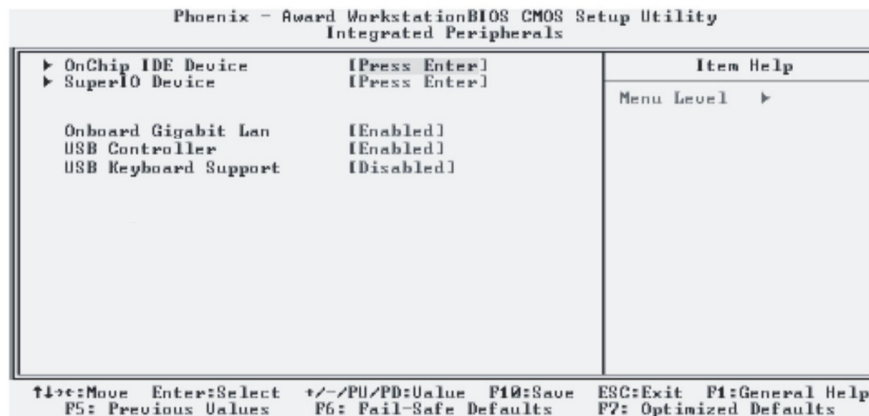 Phoenix - Award WorkstationBIOS CMOS Setup Utility
Integrated Peripherals
▶ OnChip IDE Device [Press Enter]
▶ SuperIO Device [Press Enter]
Onboard Gigabit Lan [Enabled]
USB Controller [Enabled]
USB Keyboard Support [Disabled]
Item Help
Menu Level ▶
↑↓→←:Move Enter:Select +/-/PU/PD:Value F10:Save ESC:Exit F1:General Help
F5: Previous Values F6: Fail-Safe Defaults F7: Optimized Defaults